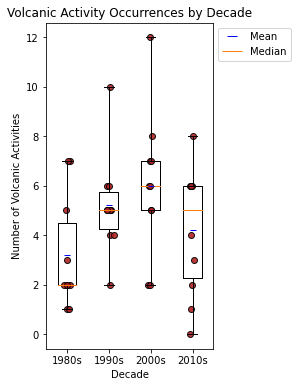 Volcanic Activity Occurrences by Decade
Mean
Median
12
10
8
6
4
2
0
Number of Volcanic Activities
1980s 1990s 2000s 2010s
Decade